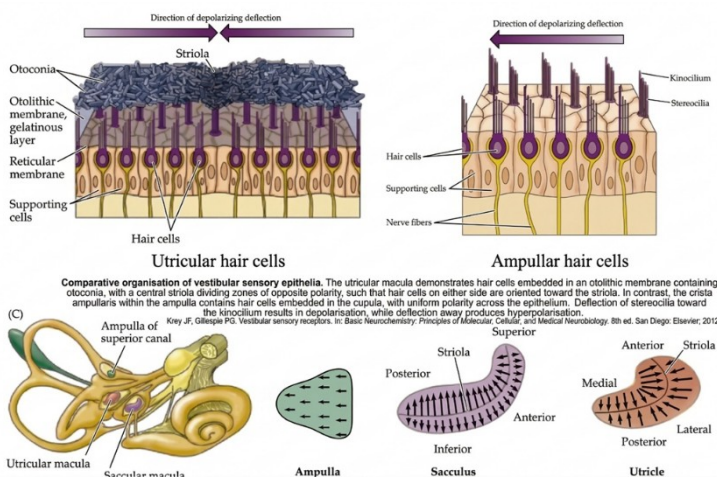 Direction of depolarizing deflection
Striola
Otoconia
Otolithic
membrane,
gelatinous
layer
Reticular
membrane
Supporting
cells
Hair cells
Utricular hair cells
Direction of depolarizing deflection
Kinocilium
Stereocilia
Hair cells
Supporting cells
Nerve fibers
Ampullar hair cells
Comparative organisation of vestibular sensory epithelia. The utricular macula demonstrates hair cells embedded in an otolithic membrane containing
otoconia, with a central striola dividing zones of opposite polarity, such that hair cells on either side are oriented toward the striola. In contrast, the crista
ampullaris within the ampulla contains hair cells embedded in the cupula, with uniform polarity across the epithelium. Deflection of stereocilia toward
the kinocilium results in depolarisation, while deflection away produces hyperpolarisation.
Krey JF, Gillespie PG. Vestibular sensory receptors. In: Basic Neurochemistry: Principles of Molecular, Cellular, and Medical Neurobiology. 8th ed. San Diego: Elsevier; 2012
(C)
Ampulla of
superior canal
Utricular macula
Saccular macula
Ampulla
Superior
Striola
Posterior
Anterior
Inferior
Sacculus
Anterior
Striola
Medial
Lateral
Posterior
Utricle